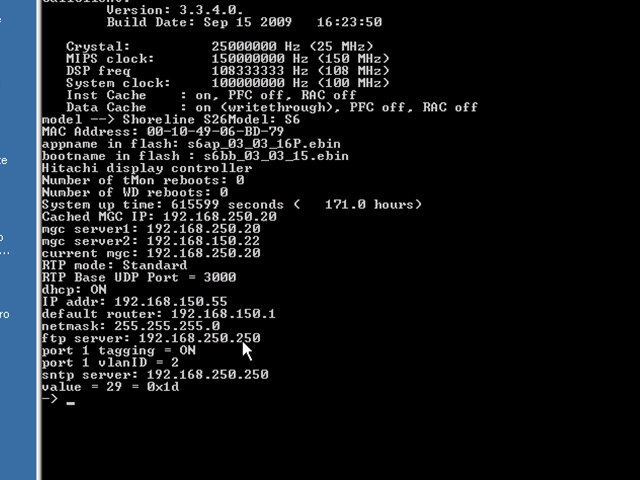 Version: 3.3.4.0.
Build Date: Sep 15 2009   16:23:50
Crystal:            25000000 Hz (25 MHz)
MIPS clock:         150000000 Hz (150 MHz)
DSP freq            108333333 Hz (108 MHz)
System clock:       100000000 Hz (100 MHz)
Inst Cache     : on, PFC off, RAC off
Data Cache     : on (writethrough), PFC off, RAC off
model --> Shoreline S26Model: S6
MAC Address: 00-10-49-06-BD-79
appname in flash: s6ap_03_03_16P.ebin
bootname in flash : s6bb_03_03_15.ebin
Hitachi display controller
Number of tMon reboots: 0
Number of WD reboots: 0
System up time: 615599 seconds (   171.0 hours)
Cached MGC IP: 192.168.250.20
mgc server1: 192.168.250.20
mgc server2: 192.168.150.22
current mgc: 192.168.250.20
RTP mode: Standard
RTP Base UDP Port = 3000
dhcp: ON
IP addr: 192.168.150.55
default router: 192.168.150.1
netmask: 255.255.255.0
ftp server: 192.168.250.250
port 1 tagging = ON
port 1 vlanID = 2
sntp server: 192.168.250.250
value = 29 = 0x1d
-> _